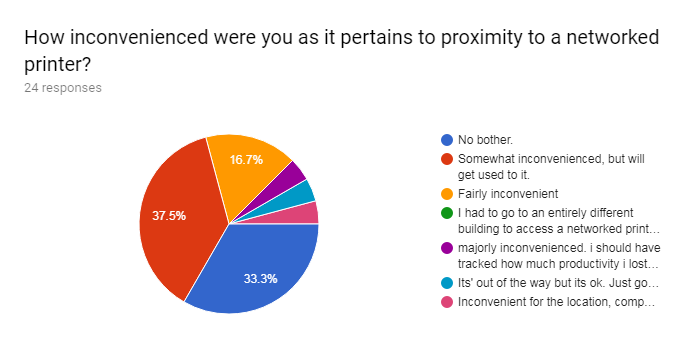 How inconvenienced were you as it pertains to proximity to a networked
printer?
24 responses
16.7%
37.5%
33.3%
No bother.
Somewhat inconvenienced, but will
get used to it.
Fairly inconvenient
I had to go to an entirely different
building to access a networked print...
majorly inconvenienced. i should have
tracked how much productivity i lost...
Its' out of the way but its ok. Just go...
Inconvenient for the location, comp...